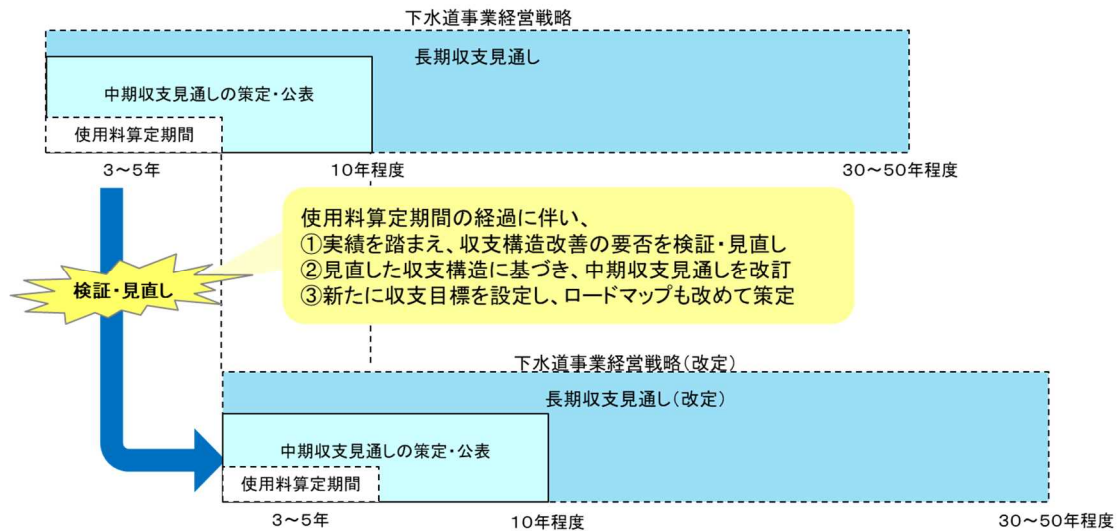 下水道事業経営戦略
長期収支見通し
中期収支見通しの策定・公表
使用料算定期間
3～5年
10年程度
30～50年程度
使用料算定期間の経過に伴い、
①実績を踏まえ、収支構造改善の要否を検証・見直し
②見直した収支構造に基づき、中期収支見通しを改訂
③新たに収支目標を設定し、ロードマップも改めて策定
検証・見直し
下水道事業経営戦略（改定）
長期収支見通し（改定）
中期収支見通しの策定・公表
使用料算定期間
3～5年
10年程度
30～50年程度